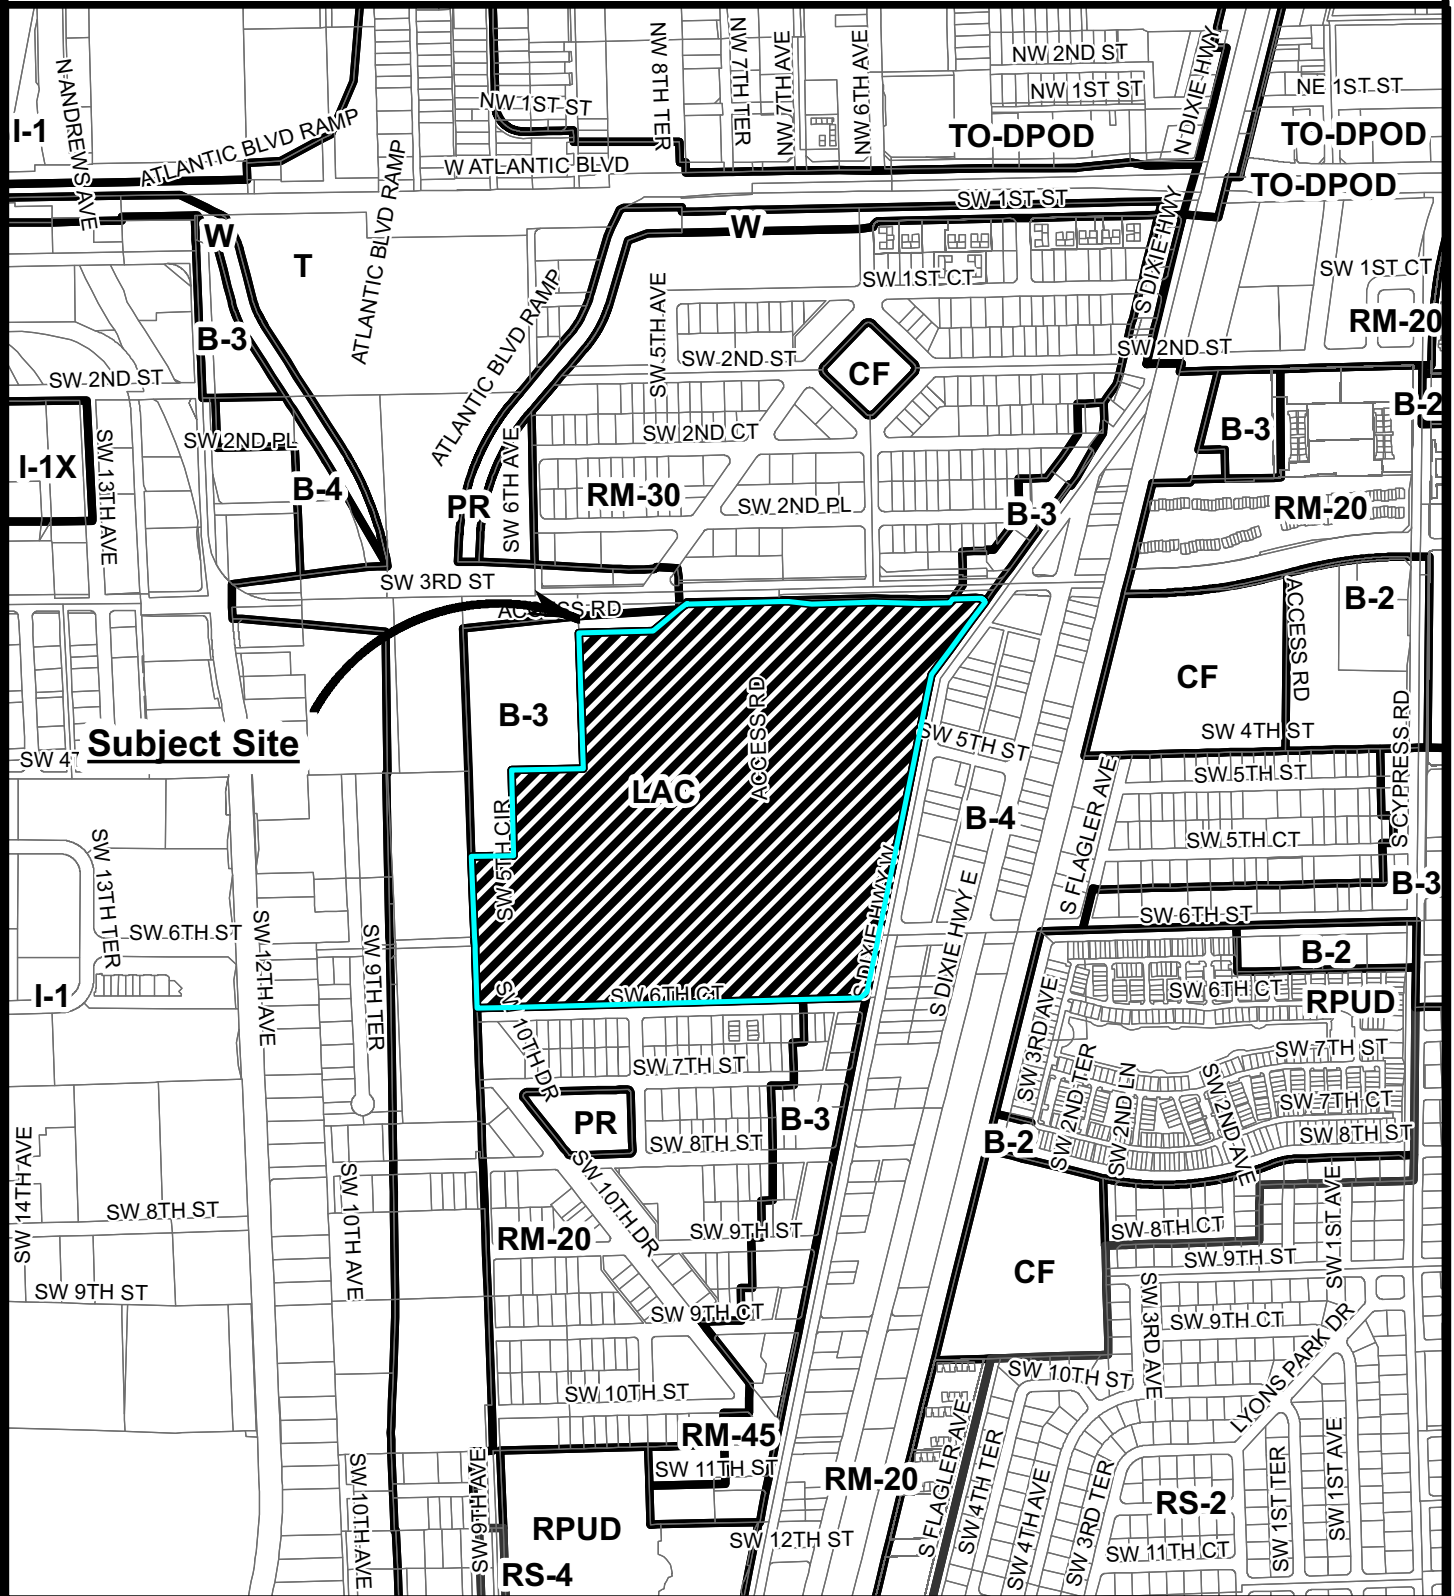 NW 2ND ST
NW 1ST ST
NE 1ST ST
N ANDREWS AVE
NW 8TH TER
NW 7TH TER
NW 7TH AVE
NW 6TH AVE
N DIXIE HWY
I-1
NW 1ST ST
TO-DPOD
TO-DPOD
ATLANTIC BLVD RAMP
W ATLANTIC BLVD
TO-DPOD
ATLANTIC BLVD RAMP
SW 1ST ST
W
W
T
S DIXIE HWY
SW 1ST CT
SW 1ST CT
ATLANTIC BLVD RAMP
SW 5TH AVE
B-3
RM-20
SW 2ND ST
SW 2ND ST
CF
SW 2ND ST
B-2
SW 2ND PL
SW 2ND CT
B-3
SW 13TH AVE
I-1X
B-4
PR
SW 6TH AVE
RM-30
SW 2ND PL
B-3
RM-20
SW 3RD ST
ACCESS RD
ACCESS RD
B-2
CF
B-3
ACCESS RD
Subject Site
SW 4T
SW 5TH ST
SW 4TH ST
S CYPRESS RD
SW 5TH ST
LAC
B-4
S FLAGLER AVE
SW 5TH CIR
SW 5TH CT
SW 13TH TER
S DIXIE HWY W
S DIXIE HWY E
B-3
SW 6TH ST
SW 6TH ST
SW 12TH AVE
SW 9TH TER
B-2
I-1
SW 6TH CT
SW 6TH CT
RPUD
SW 10TH DR
SW 3RD AVE
SW 7TH ST
SW 7TH ST
SW 2ND TER
SW 2ND LN
SW 2ND AVE
SW 7TH CT
PR
B-3
SW 8TH ST
SW 8TH ST
B-2
SW 14TH AVE
SW 10TH AVE
SW 10TH DR
SW 8TH ST
SW 9TH ST
SW 8TH CT
SW 1ST AVE
RM-20
SW 9TH ST
CF
SW 9TH ST
SW 9TH CT
SW 3RD AVE
SW 9TH CT
LYONS PARK DR
SW 10TH ST
SW 10TH ST
RM-45
SW 11TH ST
RM-20
S FLAGLER AVE
SW 4TH TER
SW 4TH AVE
SW 3RD TER
RS-2
SW 1ST TER
SW 1ST AVE
SW 10TH AVE
SW 9TH AVE
RPUD
SW 12TH ST
SW 11TH CT
RS-4